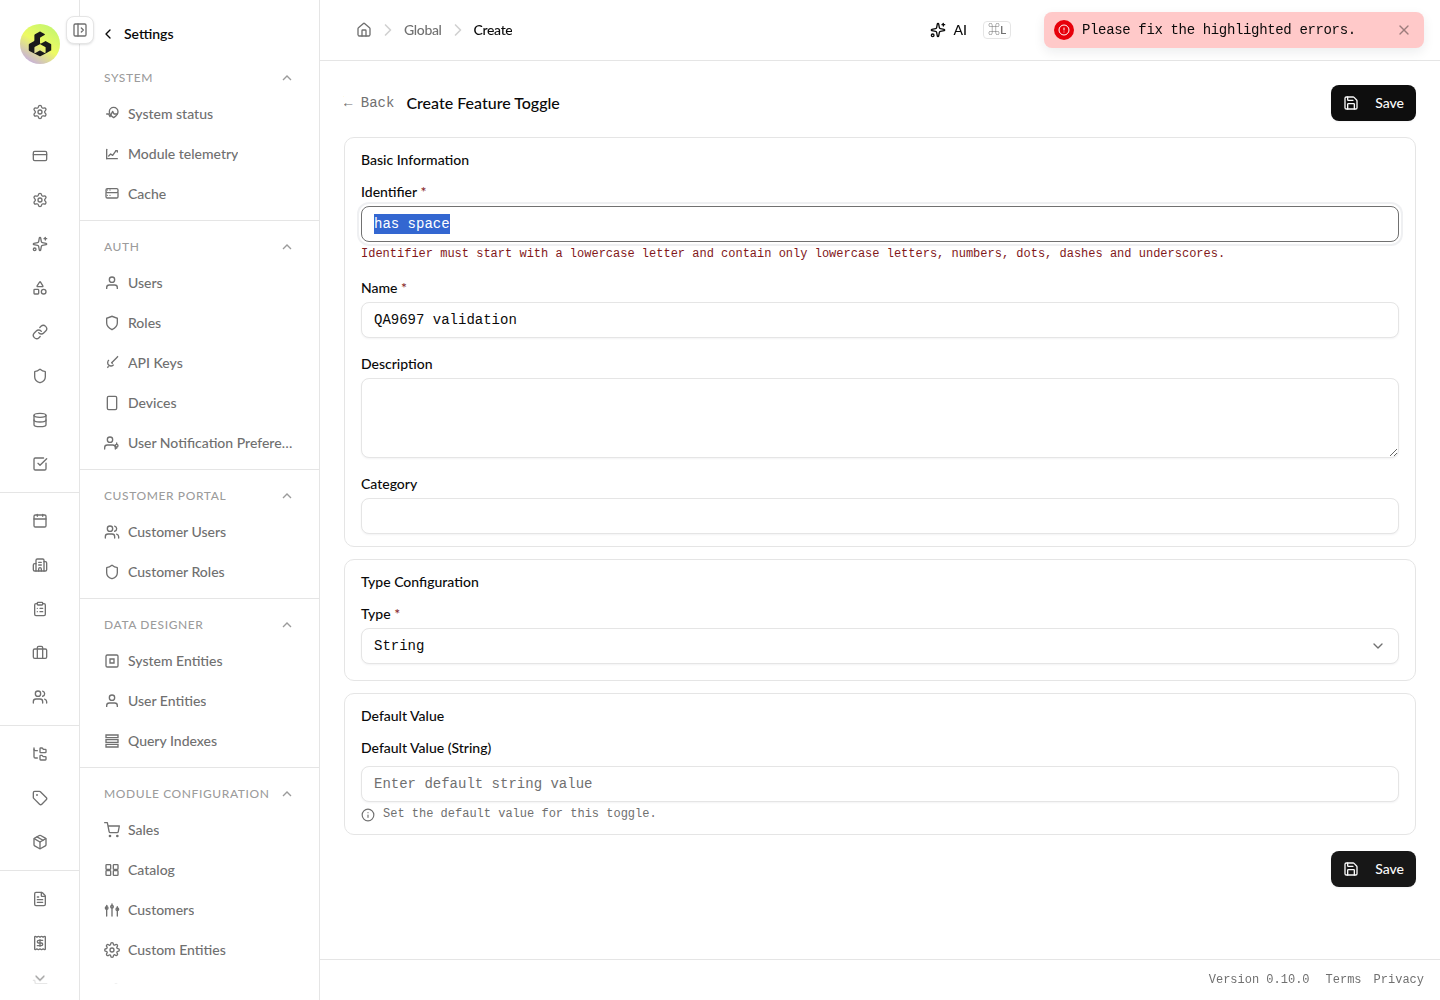 Settings
SYSTEM
System status
Module telemetry
Cache
AUTH
Users
Roles
API Keys
Devices
User Notification Prefere...
CUSTOMER PORTAL
Customer Users
Customer Roles
DATA DESIGNER
System Entities
User Entities
Query Indexes
MODULE CONFIGURATION
Sales
Catalog
Customers
Custom Entities
Global
Create
AI
⌘L
Please fix the highlighted errors.
← Back
Create Feature Toggle
Save
Basic Information
Identifier *
has space
Identifier must start with a lowercase letter and contain only lowercase letters, numbers, dots, dashes and underscores.
Name *
QA9697 validation
Description
Category
Type Configuration
Type *
String
Default Value
Default Value (String)
Enter default string value
Set the default value for this toggle.
Save
Version 0.10.0
Terms
Privacy